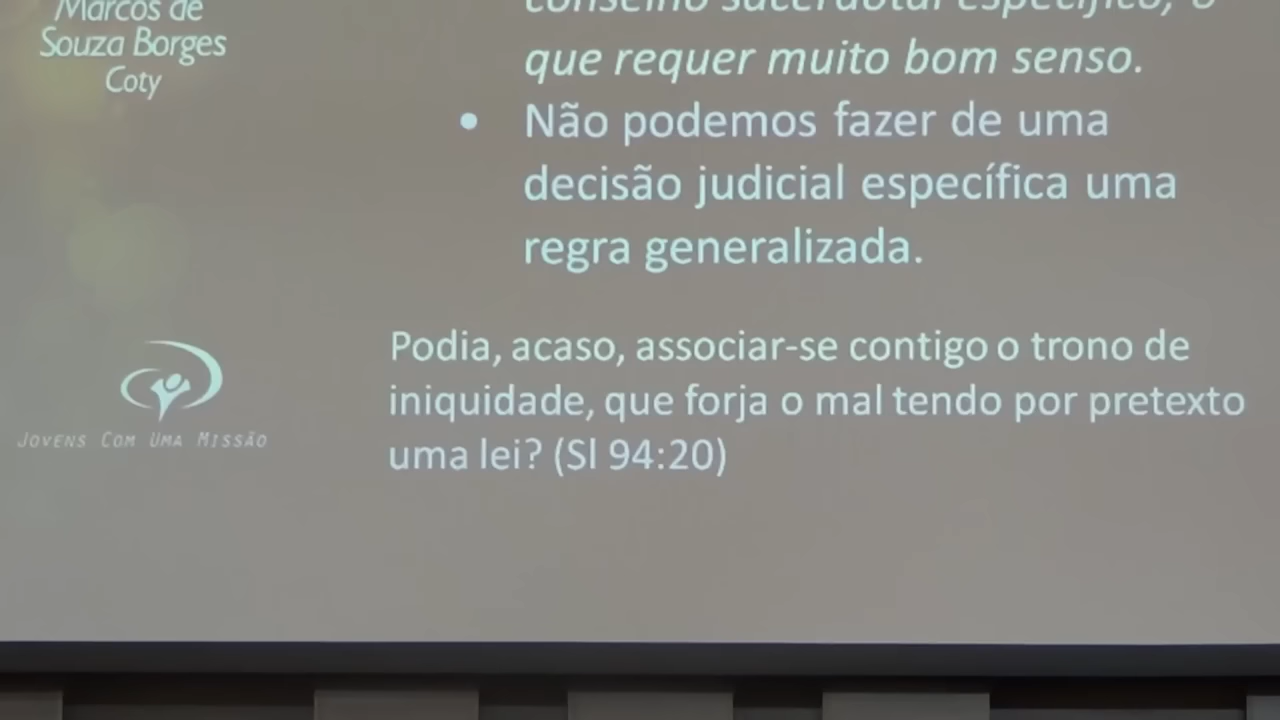 Marcos de
Souza Borges
Coty
conselho sacerdotal específico, o
que requer muito bom senso.
• Não podemos fazer de uma
decisão judicial específica uma
regra generalizada.
Podia, acaso, associar-se contigo o trono de
iniquidade, que forja o mal tendo por pretexto
uma lei? (Sl 94:20)
JOVENS COM UMA MISSÃO